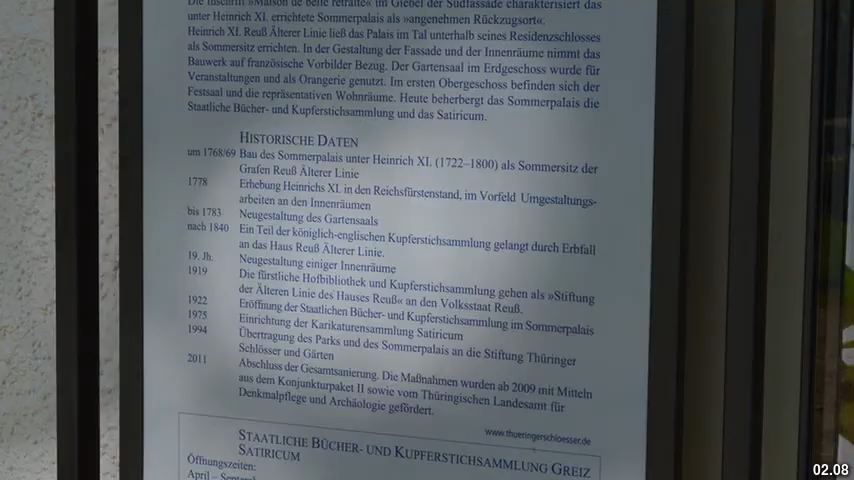 Die Inschrift »Maison de belle retraite« im Giebel der Südfassade charakterisiert das
unter Heinrich XI. errichtete Sommerpalais als »angenehmen Rückzugsort«.
Heinrich XI. Reuß Älterer Linie ließ das Palais im Tal unterhalb seines Residenzschlosses
als Sommersitz errichten. In der Gestaltung der Fassade und der Innenräume nimmt das
Bauwerk auf französische Vorbilder Bezug. Der Gartensaal im Erdgeschoss wurde für
Veranstaltungen und als Orangerie genutzt. Im ersten Obergeschoss befinden sich der
Festsaal und die repräsentativen Wohnräume. Heute beherbergt das Sommerpalais die
Staatliche Bücher- und Kupferstichsammlung und das Satiricum.
HISTORISCHE DATEN
um 1768/69 Bau des Sommerpalais unter Heinrich XI. (1722–1800) als Sommersitz der
Grafen Reuß Älterer Linie
1778 Erhebung Heinrichs XI. in den Reichsfürstenstand, im Vorfeld Umgestaltungs-
arbeiten an den Innenräumen
bis 1783 Neugestaltung des Gartensaals
nach 1840 Ein Teil der königlich-englischen Kupferstichsammlung gelangt durch Erbfall
an das Haus Reuß Älterer Linie.
19. Jh. Neugestaltung einiger Innenräume
1919 Die fürstliche Hofbibliothek und Kupferstichsammlung gehen als »Stiftung
der Älteren Linie des Hauses Reuß« an den Volksstaat Reuß.
1922 Eröffnung der Staatlichen Bücher- und Kupferstichsammlung im Sommerpalais
1975 Einrichtung der Karikaturensammlung Satiricum
1994 Übertragung des Parks und des Sommerpalais an die Stiftung Thüringer
Schlösser und Gärten
2011 Abschluss der Gesamtsanierung. Die Maßnahmen wurden ab 2009 mit Mitteln
aus dem Konjunkturpaket II sowie vom Thüringischen Landesamt für
Denkmalpflege und Archäologie gefördert.
www.thueringerschloesser.de
STAATLICHE BÜCHER- UND KUPFERSTICHSAMMLUNG GREIZ
SATIRICUM
Öffnungszeiten:
April –
02.08